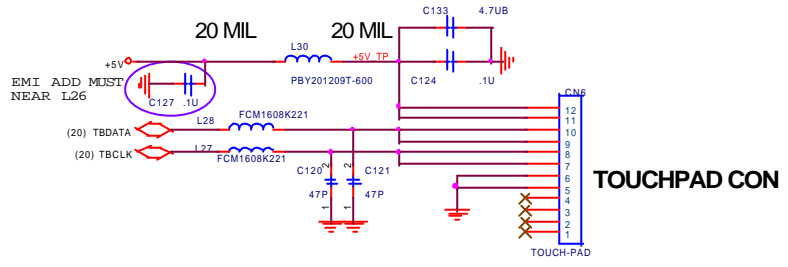 C133
4.7UB
20 MIL
20 MIL
L30
+5V
+5V_TP
PBY201209T-600
C124
.1U
EMI ADD MUST
NEAR L26
C127
.1U
CN6
L28
FCM1608K221
(20) TBDATA
(20) TBCLK
L27
FCM1608K221
12
11
10
9
8
7
6
5
4
3
2
1
C120
2
2
C121
47P
47P
1
1
TOUCHPAD CON
TOUCH-PAD